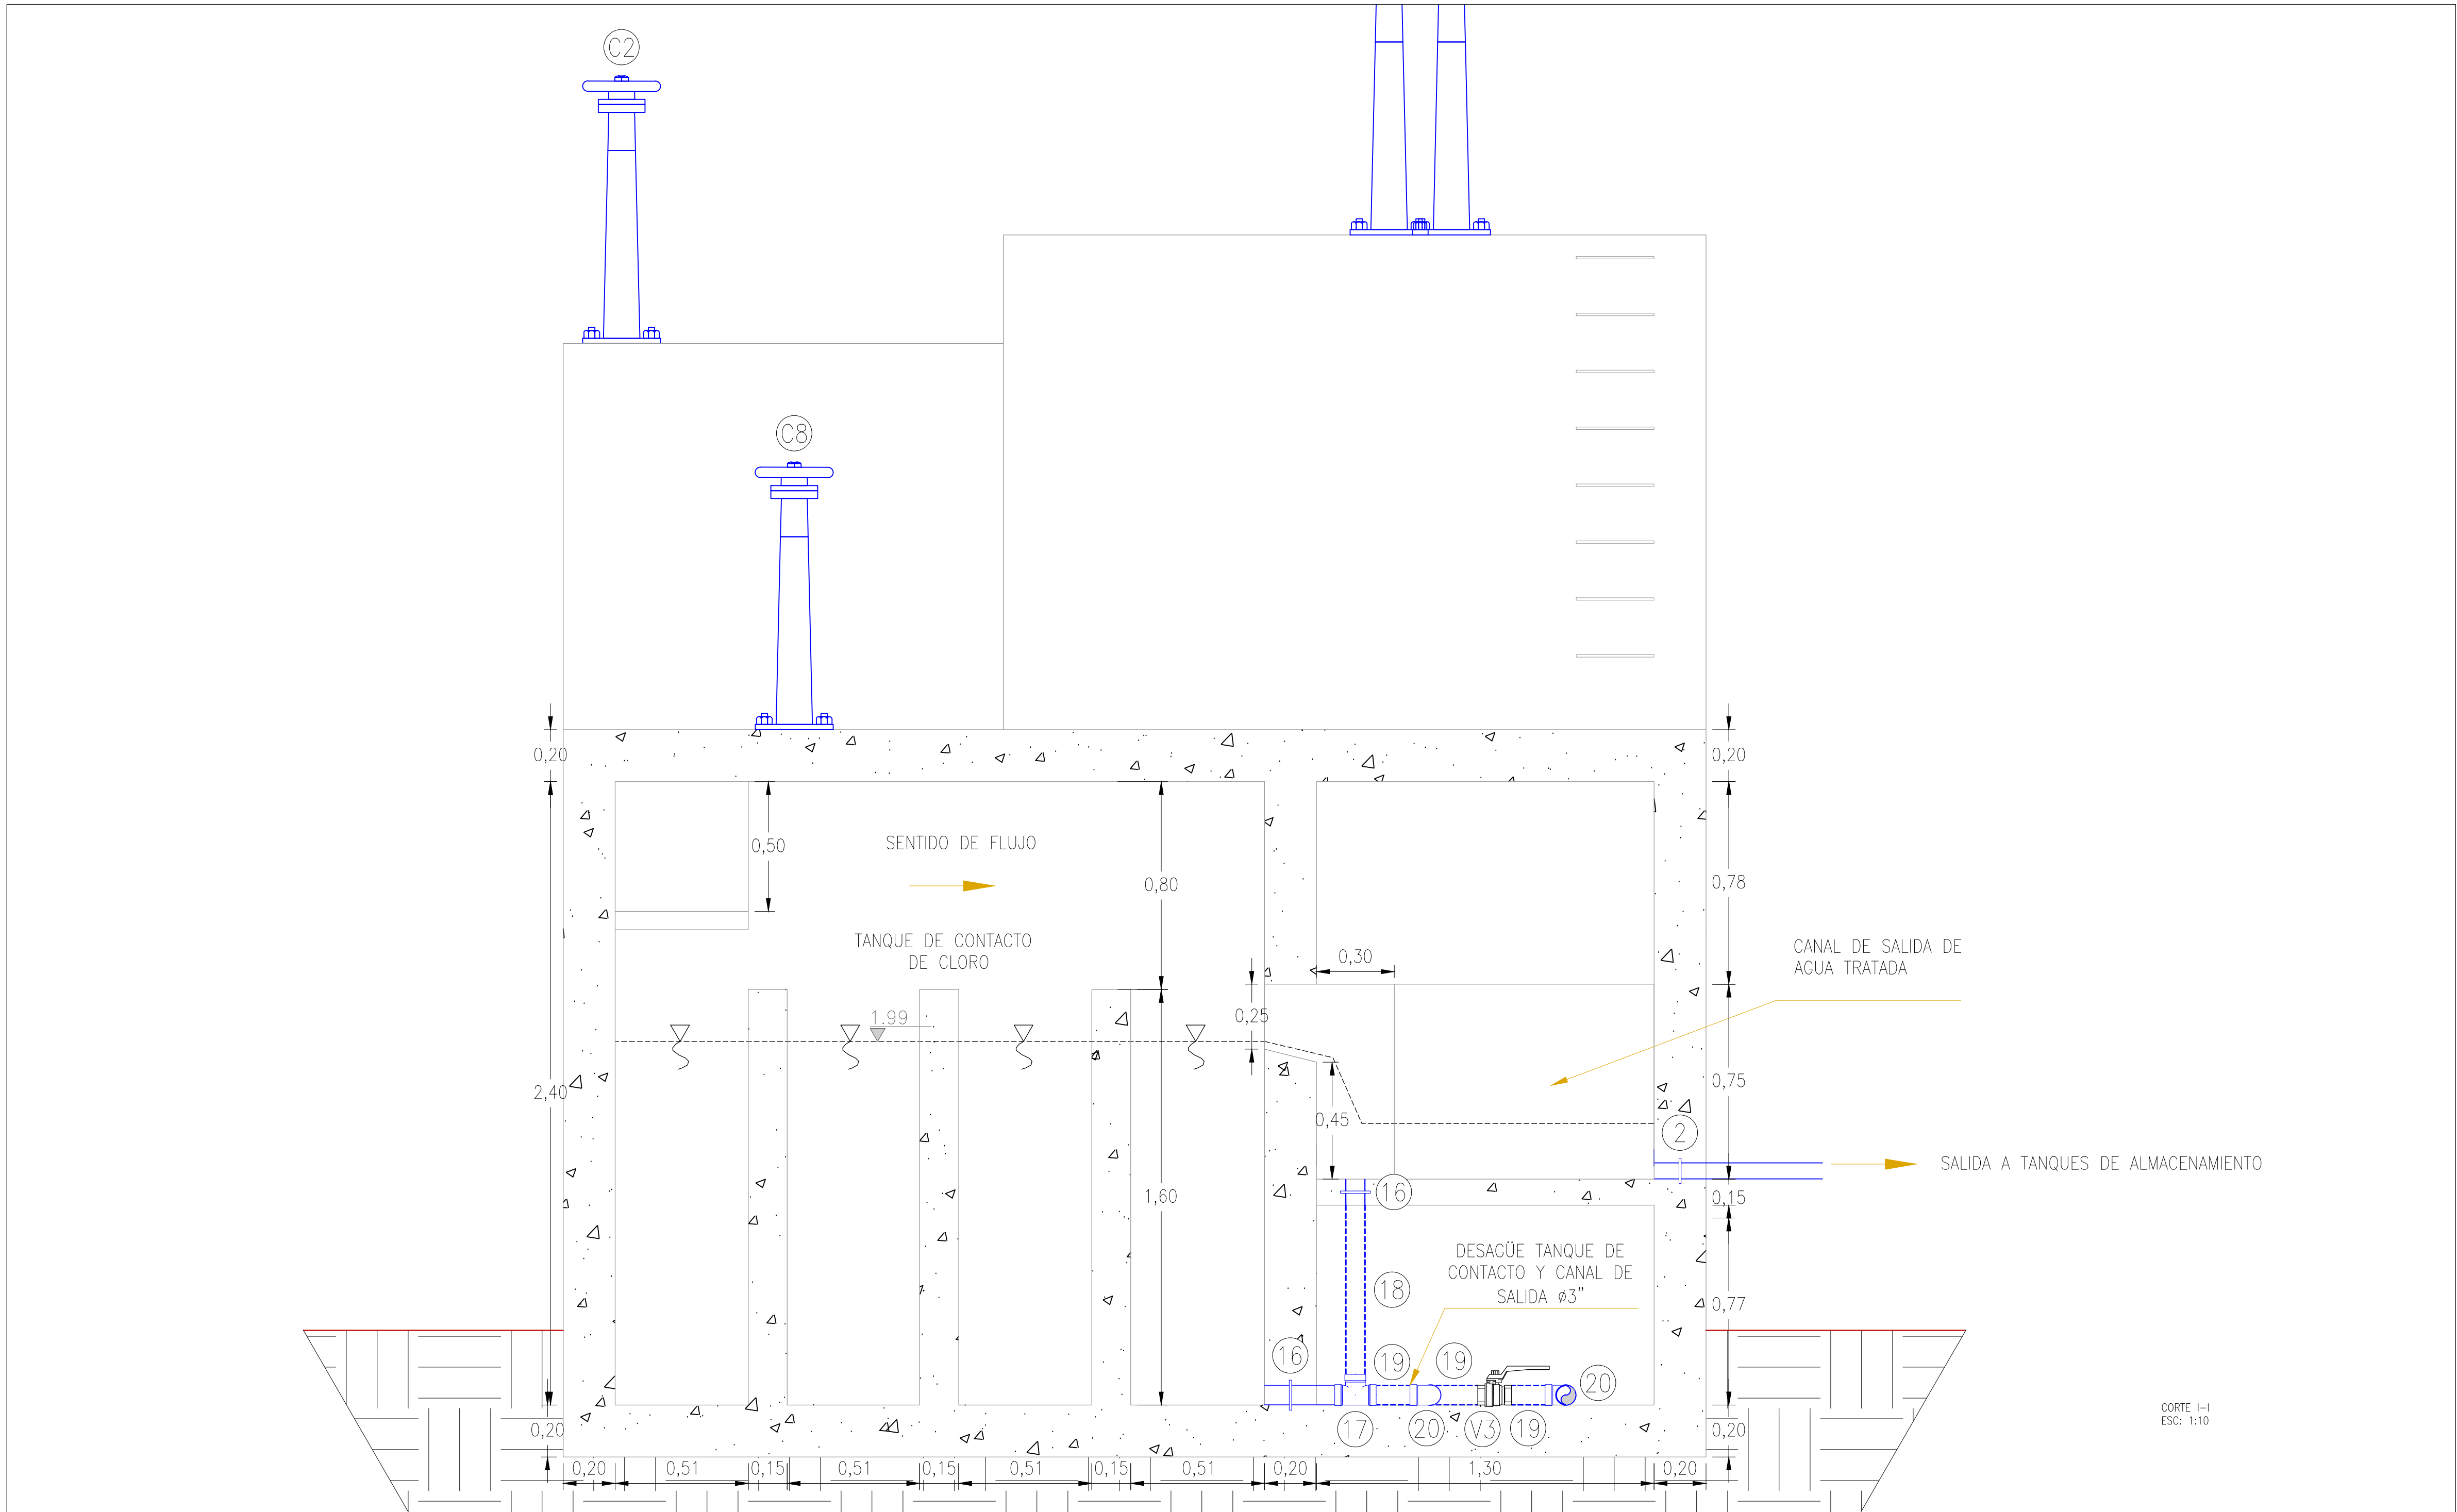 C2
C8
0,20
0,20
0,50
SENTIDO DE FLUJO
0,80
0,78
TANQUE DE CONTACTO
DE CLORO
0,30
CANAL DE SALIDA DE
AGUA TRATADA
1.99
0,25
2,40
0,75
0,45
2
SALIDA A TANQUES DE ALMACENAMIENTO
1,60
16
0,15
DESAGÜE TANQUE DE
CONTACTO Y CANAL DE
SALIDA ø3”
18
0,77
16
19
19
20
17
20
V3
19
0,20
0,20
CORTE I-I
ESC: 1:10
0,20
0,51
0,15
0,51
0,15
0,51
0,15
0,51
0,20
1,30
0,20